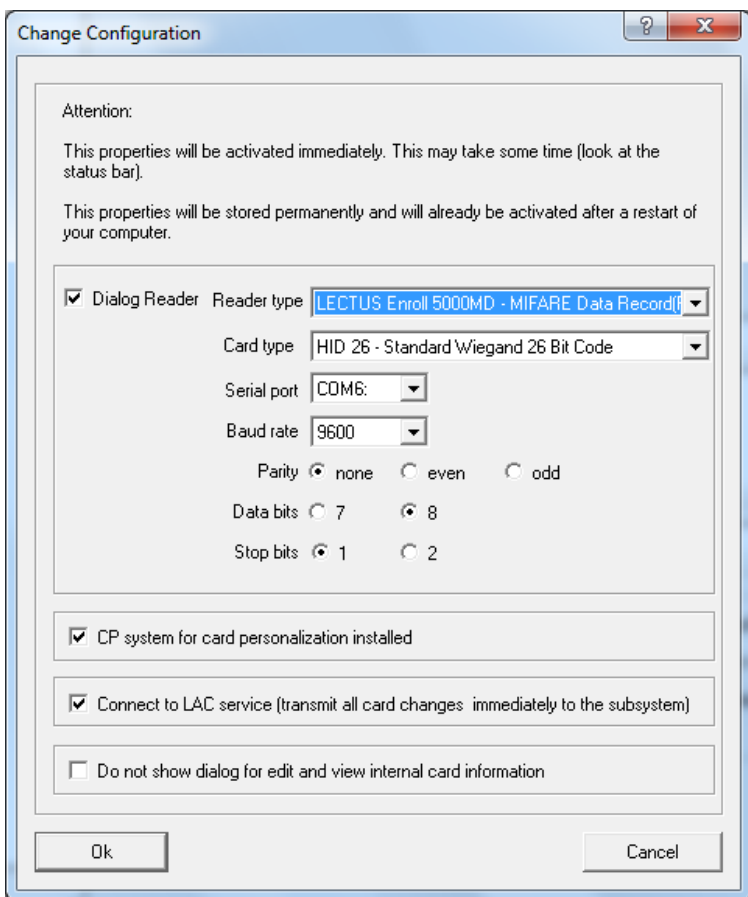 Change Configuration
Attention:
This properties will be activated immediately. This may take some time (look at the
status bar).
This properties will be stored permanently and will already be activated after a restart of
your computer.
Dialog Reader Reader type LECTUS Enroll 5000MD - MIFARE Data Record(
Card type HID 26 - Standard Wiegand 26 Bit Code
Serial port COM6:
Baud rate 9600
Parity none even odd
Data bits 7 8
Stop bits 1 2
CP system for card personalization installed
Connect to LAC service (transmit all card changes immediately to the subsystem)
Do not show dialog for edit and view internal card information
Ok Cancel